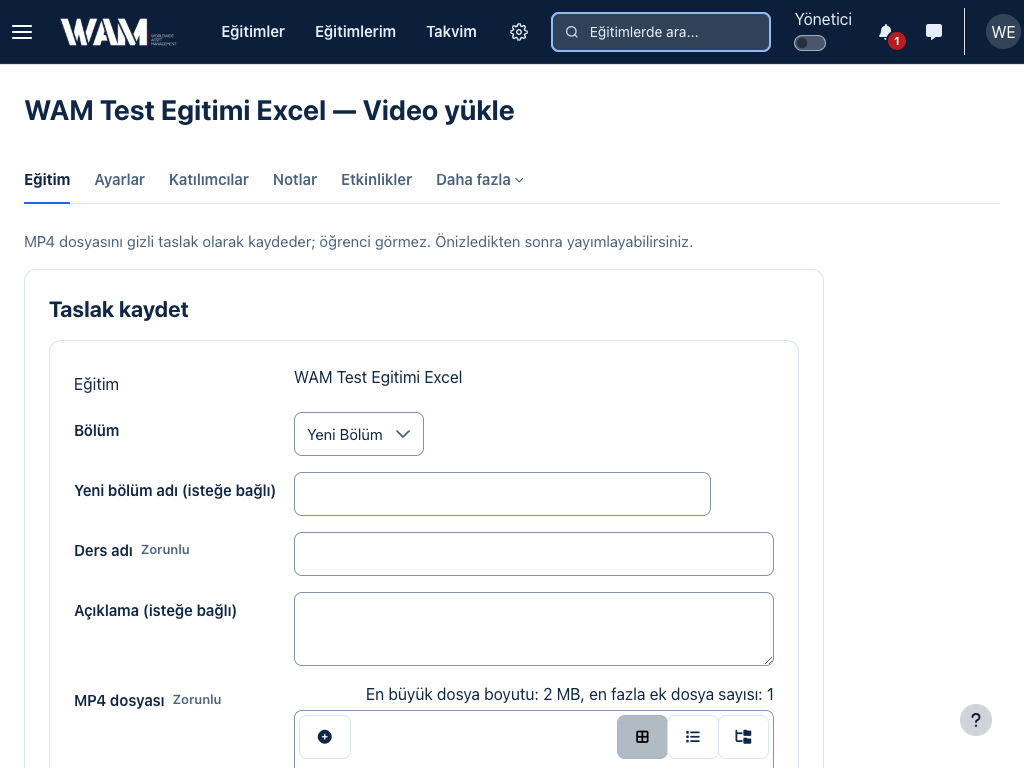 WAM
Eğitimler
Eğitimlerim
Takvim
Eğitimlerde ara...
Yönetici
1
WE
WAM Test Egitimi Excel — Video yükle
Eğitim
Ayarlar
Katılımcılar
Notlar
Etkinlikler
Daha fazla
MP4 dosyasını gizli taslak olarak kaydeder; öğrenci görmez. Önizledikten sonra yayımlayabilirsiniz.
Taslak kaydet
Eğitim
WAM Test Egitimi Excel
Bölüm
Yeni Bölüm
Yeni bölüm adı (isteğe bağlı)
Ders adı Zorunlu
Açıklama (isteğe bağlı)
MP4 dosyası Zorunlu
En büyük dosya boyutu: 2 MB, en fazla ek dosya sayısı: 1
?